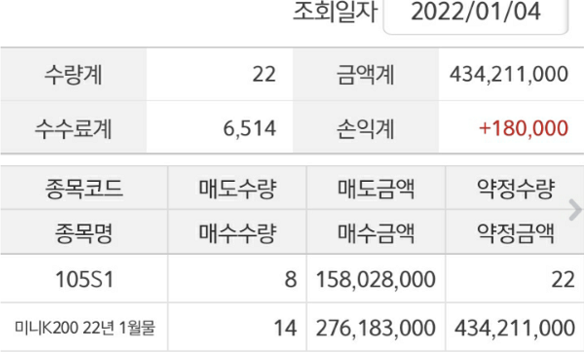 조회일자 2022/01/04
수량계 22 금액계 434,211,000
수수료계 6,514 손익계 +180,000
종목코드 매도수량 매도금액 약정수량
종목명 매수수량 매수금액 약정금액
105S1 8 158,028,000 22
미니K200 22년 1월물 14 276,183,000 434,211,000